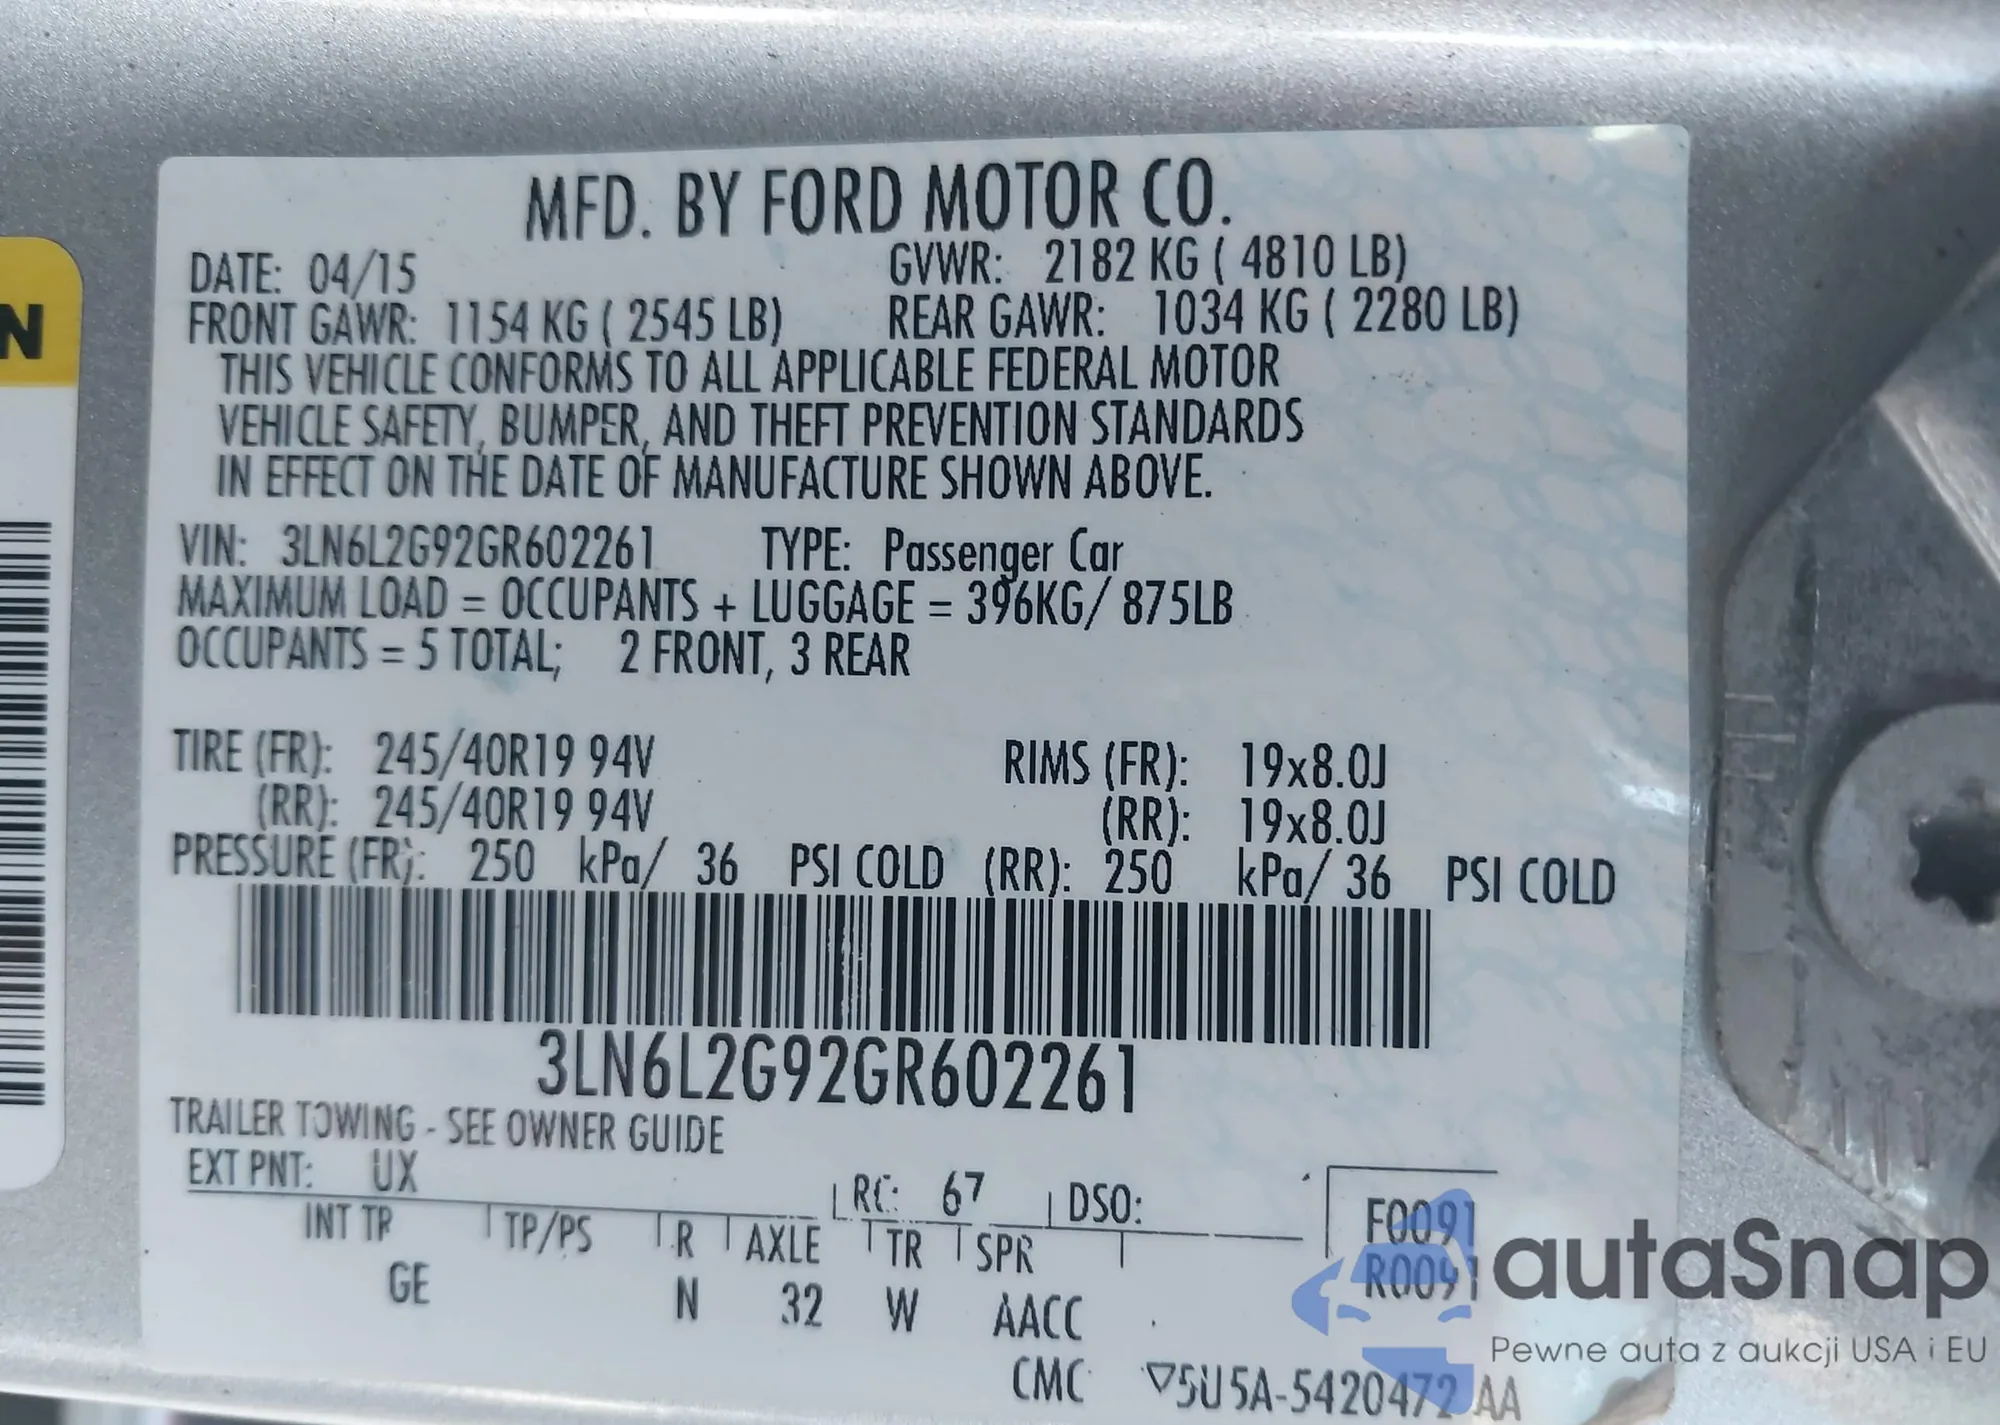 N
MFD. BY FORD MOTOR CO.
DATE: 04/15 GVWR: 2182 KG ( 4810 LB)
FRONT GAWR: 1154 KG ( 2545 LB) REAR GAWR: 1034 KG ( 2280 LB)
THIS VEHICLE CONFORMS TO ALL APPLICABLE FEDERAL MOTOR
VEHICLE SAFETY, BUMPER, AND THEFT PREVENTION STANDARDS
IN EFFECT ON THE DATE OF MANUFACTURE SHOWN ABOVE.
VIN: 3LN6L2G92GR602261 TYPE: Passenger Car
MAXIMUM LOAD = OCCUPANTS + LUGGAGE = 396KG/ 875LB
OCCUPANTS = 5 TOTAL; 2 FRONT, 3 REAR
TIRE (FR): 245/40R19 94V RIMS (FR): 19x8.0J
(RR): 245/40R19 94V (RR): 19x8.0J
PRESSURE (FR): 250 kPa/ 36 PSI COLD (RR): 250 kPa/ 36 PSI COLD
3LN6L2G92GR602261
TRAILER TOWING - SEE OWNER GUIDE
EXT PNT: UX RC: 67 DSO: F0091
INT TR TP/PS R AXLE TR SPR R0091
GE N 32 W AACC
CMC ▽5U5A-5420472 AA
autaSnap
Pewne auta z aukcji USA i EU